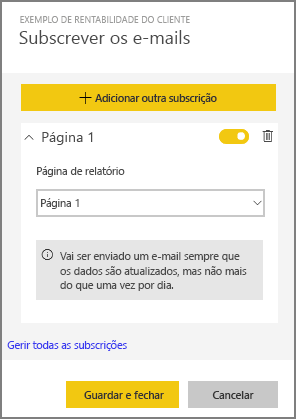 EXEMPLO DE RENTABILIDADE DO CLIENTE
Subscrever os e-mails
Adicionar outra subscrição
Página 1
Página de relatório
Página 1
Vai ser enviado um e-mail sempre que
os dados são atualizados, mas não mais
do que uma vez por dia.
Gerir todas as subscrições
Guardar e fechar
Cancelar